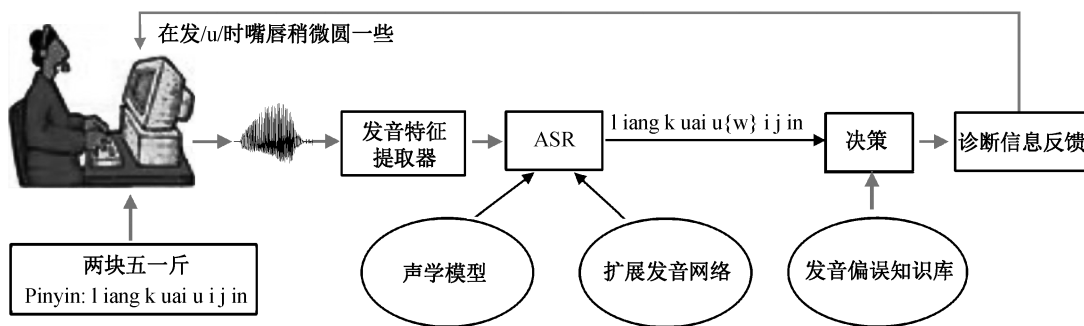 在发/u/时嘴唇稍微圆一些
发音特征
提取器
ASR
l iang k uai u{w} i j in
决策
诊断信息反馈
两块五一斤
Pinyin: l iang k uai u i j in
声学模型
扩展发音网络
发音偏误知识库